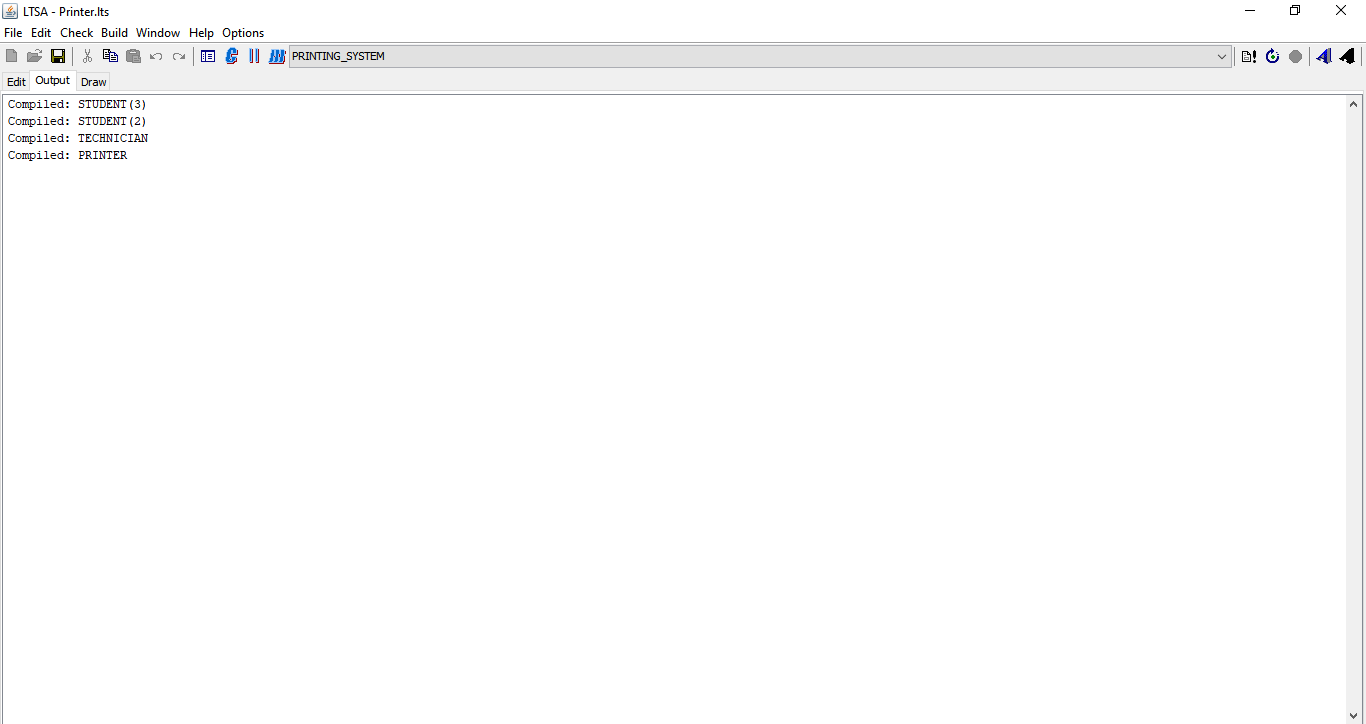 LTSA - Printer.lts
File Edit Check Build Window Help Options
PRINTING_SYSTEM
Edit Output Draw
Compiled: STUDENT(3)
Compiled: STUDENT(2)
Compiled: TECHNICIAN
Compiled: PRINTER